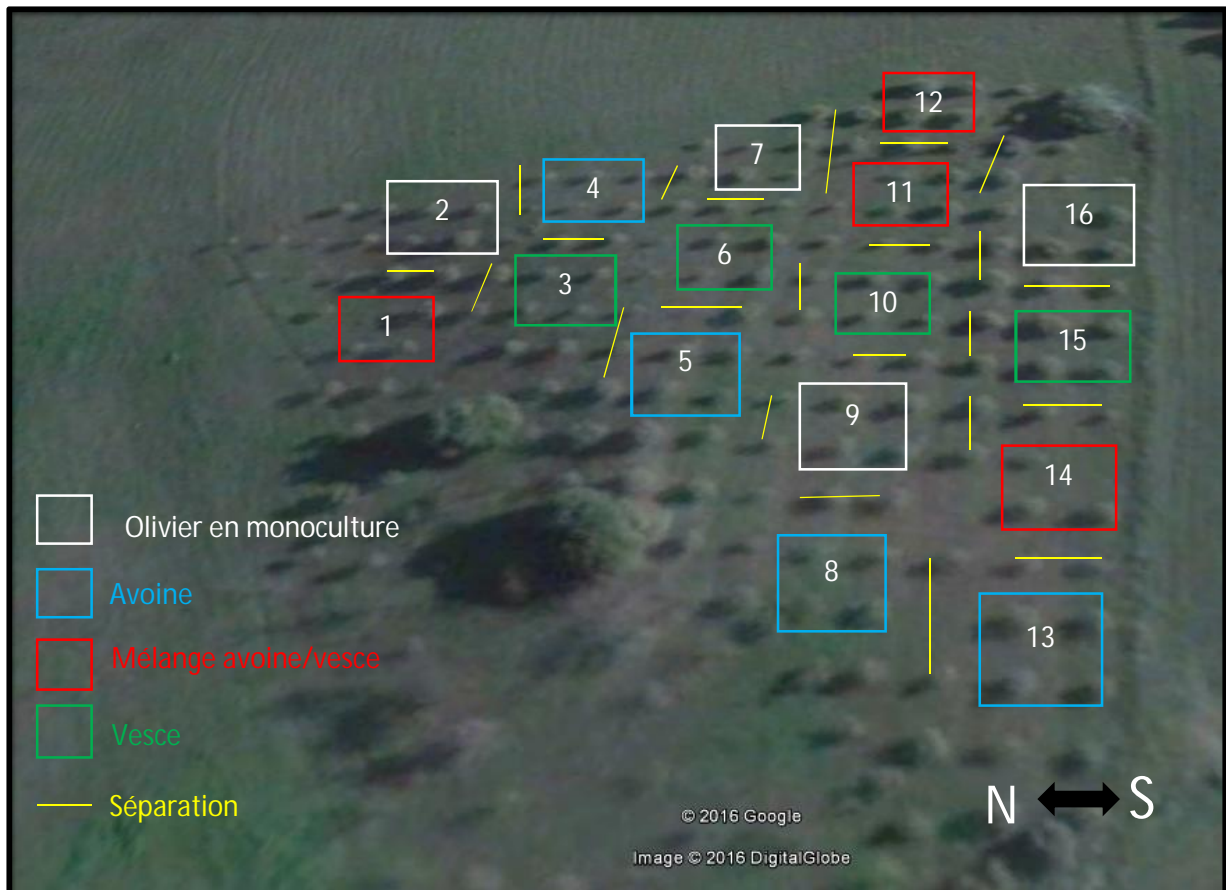 12
7
4
11
2
16
6
3
10
1
15
5
9
14
Olivier en monoculture
8
Avoine
13
Mélange avoine/vesce
Vesce
Séparation
N S
© 2016 Google
Image © 2016 DigitalGlobe